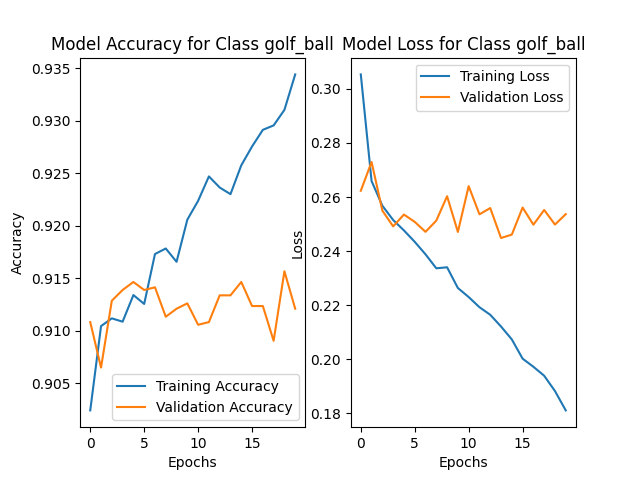 Model Accuracy for Class golf_ball
0.935
0.930
0.925
0.920
0.915
0.910
0.905
Accuracy
Training Accuracy
Validation Accuracy
0
5
10
15
Epochs
Model Loss for Class golf_ball
0.30
0.28
0.26
0.24
0.22
0.20
0.18
Loss
Training Loss
Validation Loss
0
5
10
15
Epochs